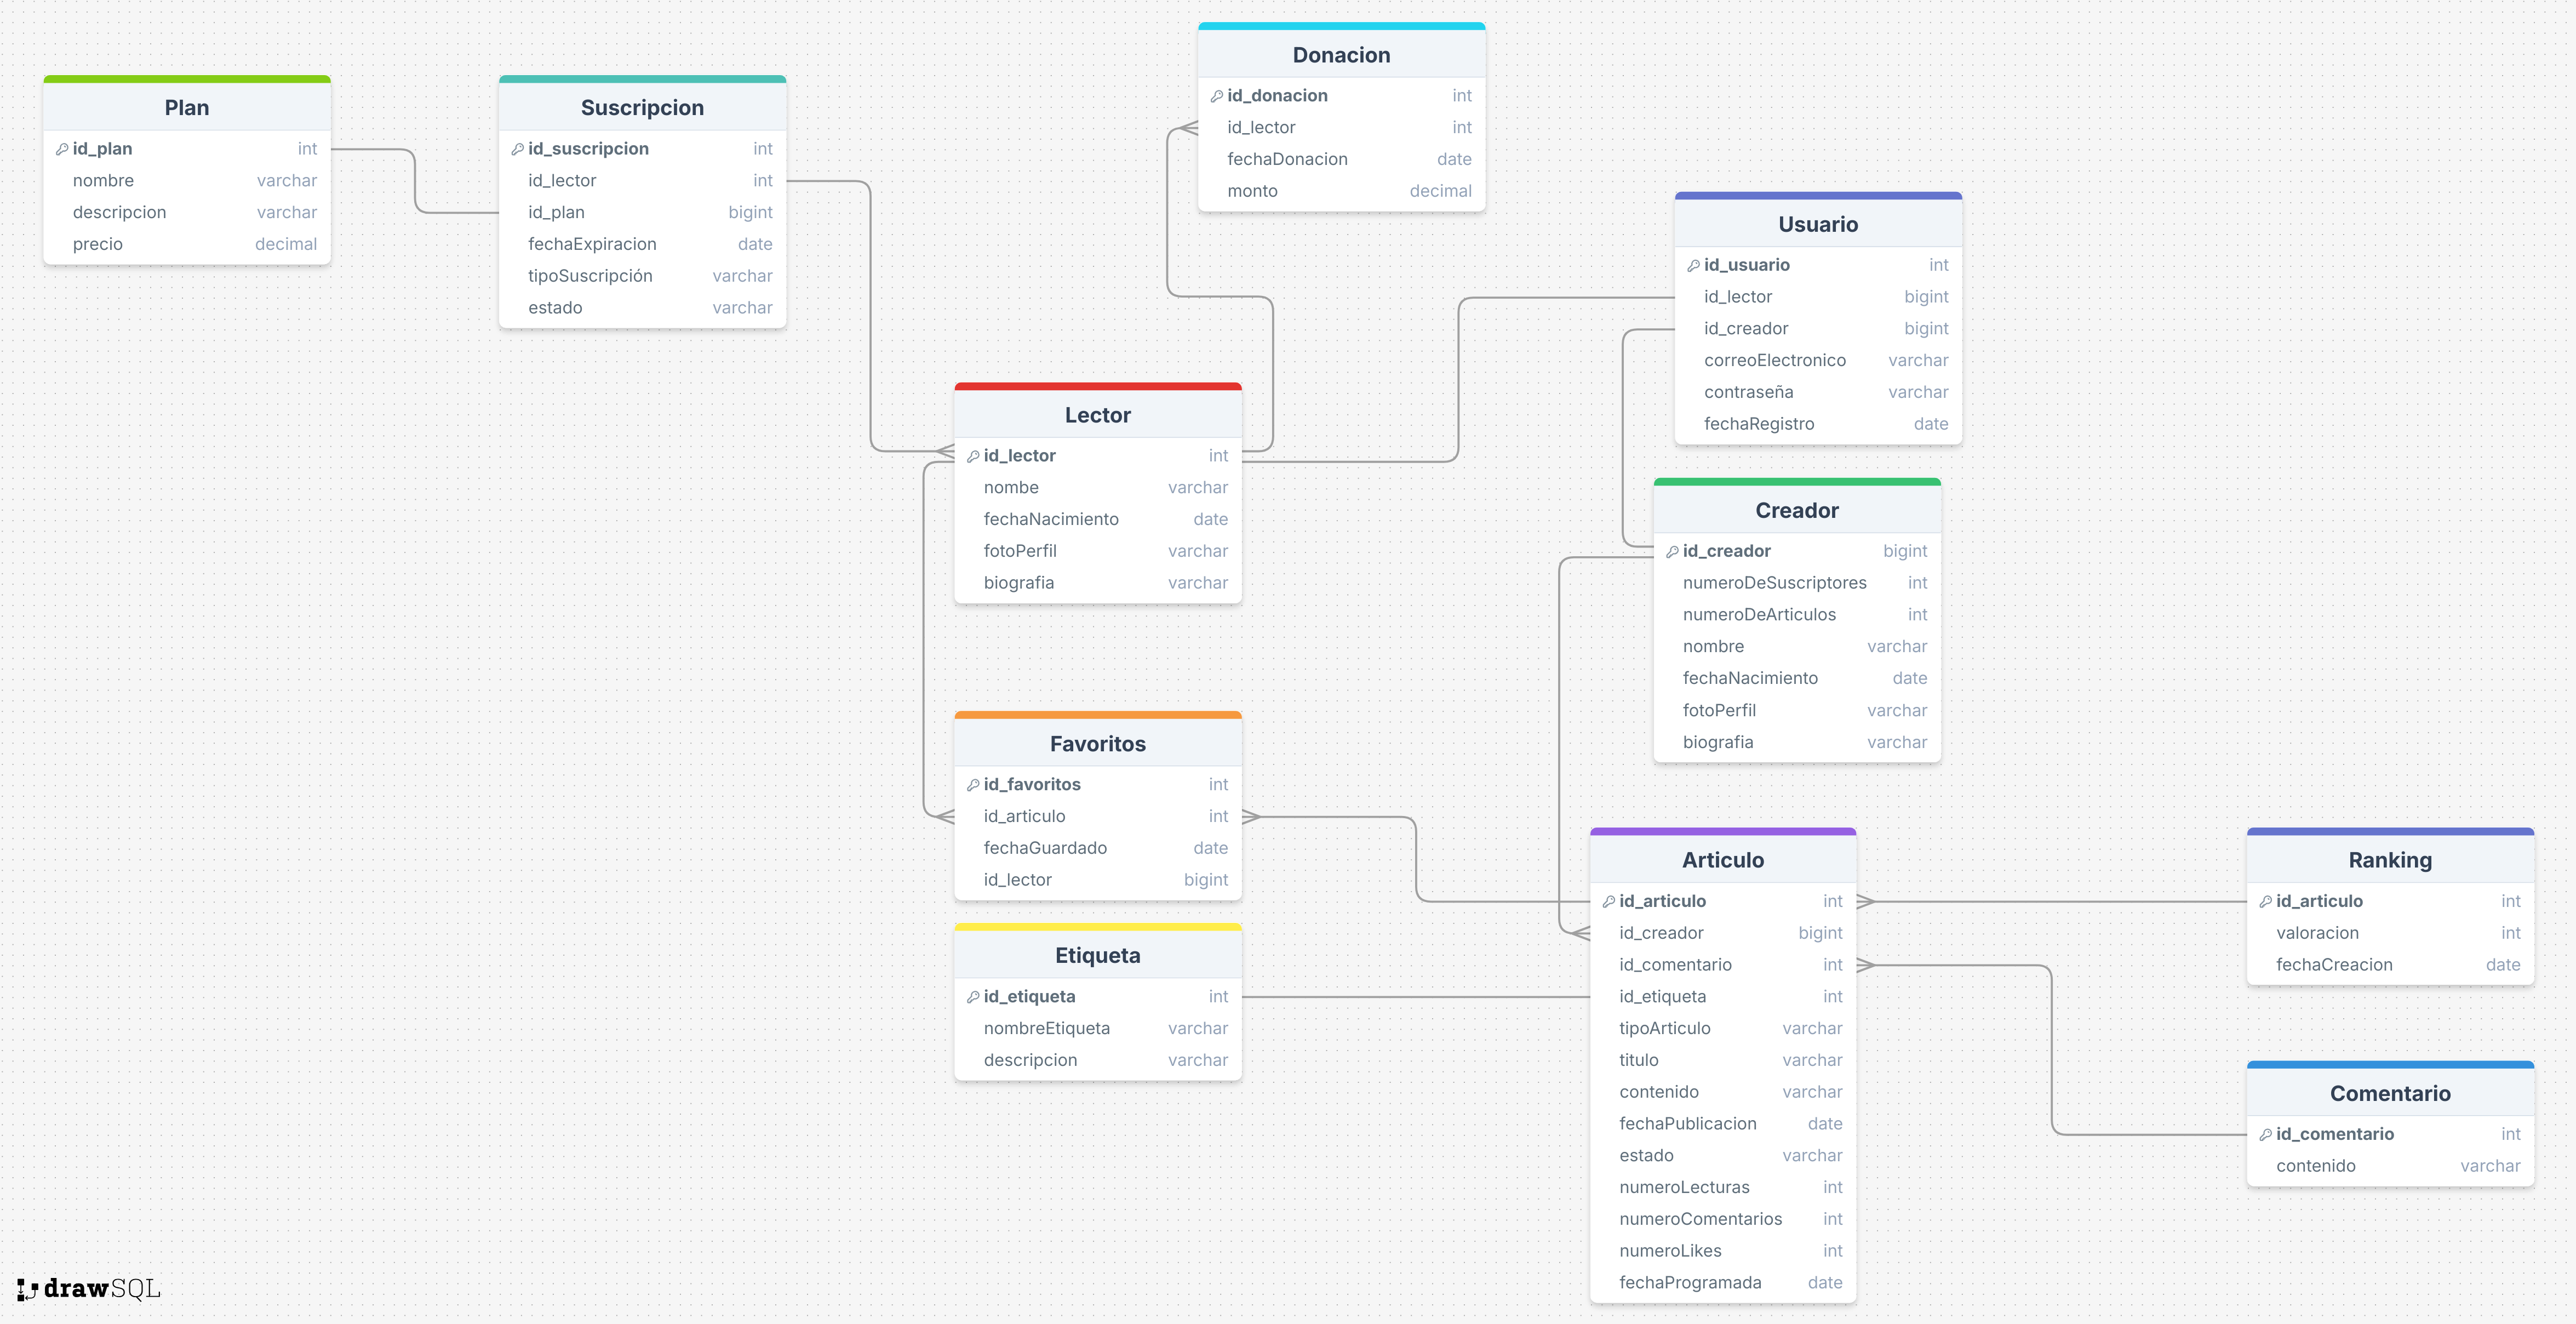 Plan
id_plan int
nombre varchar
descripcion varchar
precio decimal
Suscripcion
id_suscripcion int
id_lector int
id_plan bigint
fechaExpiracion date
tipoSuscripción varchar
estado varchar
Donacion
id_donacion int
id_lector int
fechaDonacion date
monto decimal
Usuario
id_usuario int
id_lector bigint
id_creador bigint
correoElectronico varchar
contraseña varchar
fechaRegistro date
Lector
id_lector int
nombe varchar
fechaNacimiento date
fotoPerfil varchar
biografia varchar
Creador
id_creador bigint
numeroDeSuscriptores int
numeroDeArticulos int
nombre varchar
fechaNacimiento date
fotoPerfil varchar
biografia varchar
Favoritos
id_favoritos int
id_articulo int
fechaGuardado date
id_lector bigint
Etiqueta
id_etiqueta int
nombreEtiqueta varchar
descripcion varchar
Articulo
id_articulo int
id_creador bigint
id_comentario int
id_etiqueta int
tipoArticulo varchar
titulo varchar
contenido varchar
fechaPublicacion date
estado varchar
numeroLecturas int
numeroComentarios int
numeroLikes int
fechaProgramada date
Ranking
id_articulo int
valoracion int
fechaCreacion date
Comentario
id_comentario int
contenido varchar
drawSQL